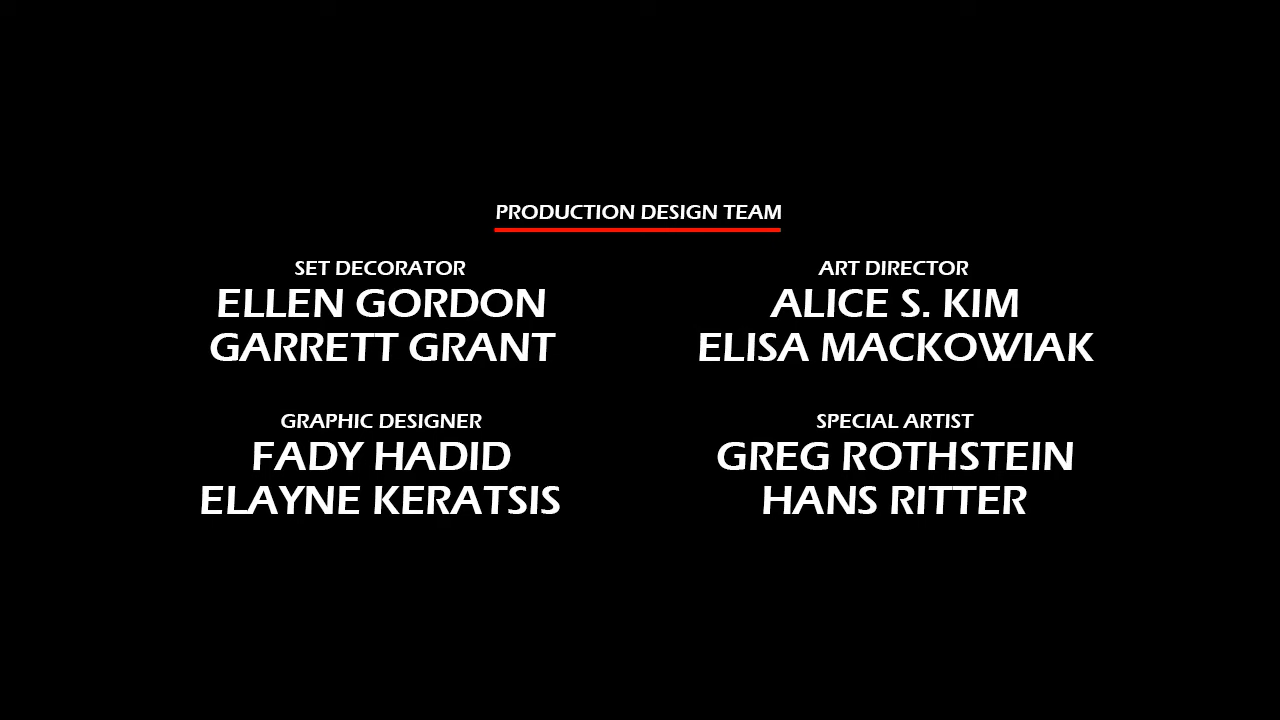 PRODUCTION DESIGN TEAM
SET DECORATOR
ELLEN GORDON
GARRETT GRANT
ART DIRECTOR
ALICE S. KIM
ELISA MACKOWIAK
GRAPHIC DESIGNER
FADY HADID
ELAYNE KERATSIS
SPECIAL ARTIST
GREG ROTHSTEIN
HANS RITTER